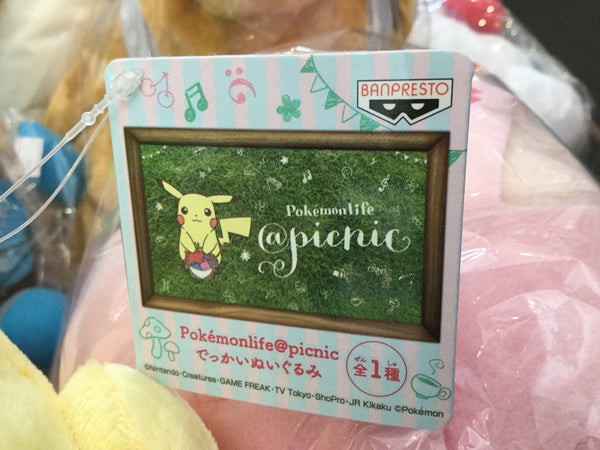 BANPRESTO
Pokémonlife
@picnic
Pokémonlife@picnic
でっかいぬいぐるみ
ぜん しゅ
全1種
©Nintendo・Creatures・GAME FREAK・TV Tokyo・ShoPro・JR Kikaku ©Pokémon